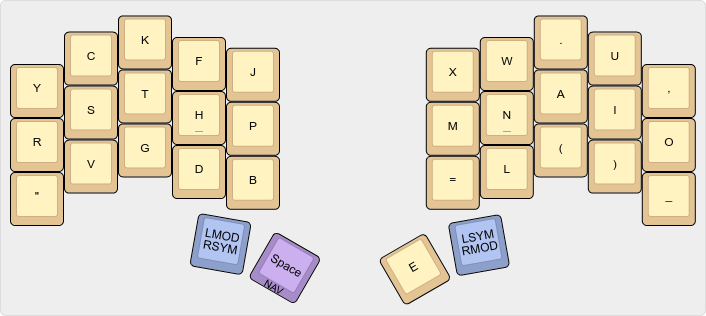 Y C K F J X W . U ,
R S T H P M N A I O
_ _
" V G D B = L ( ) _
LMOD LSYM
RSYM RMOD
Space E
NAV